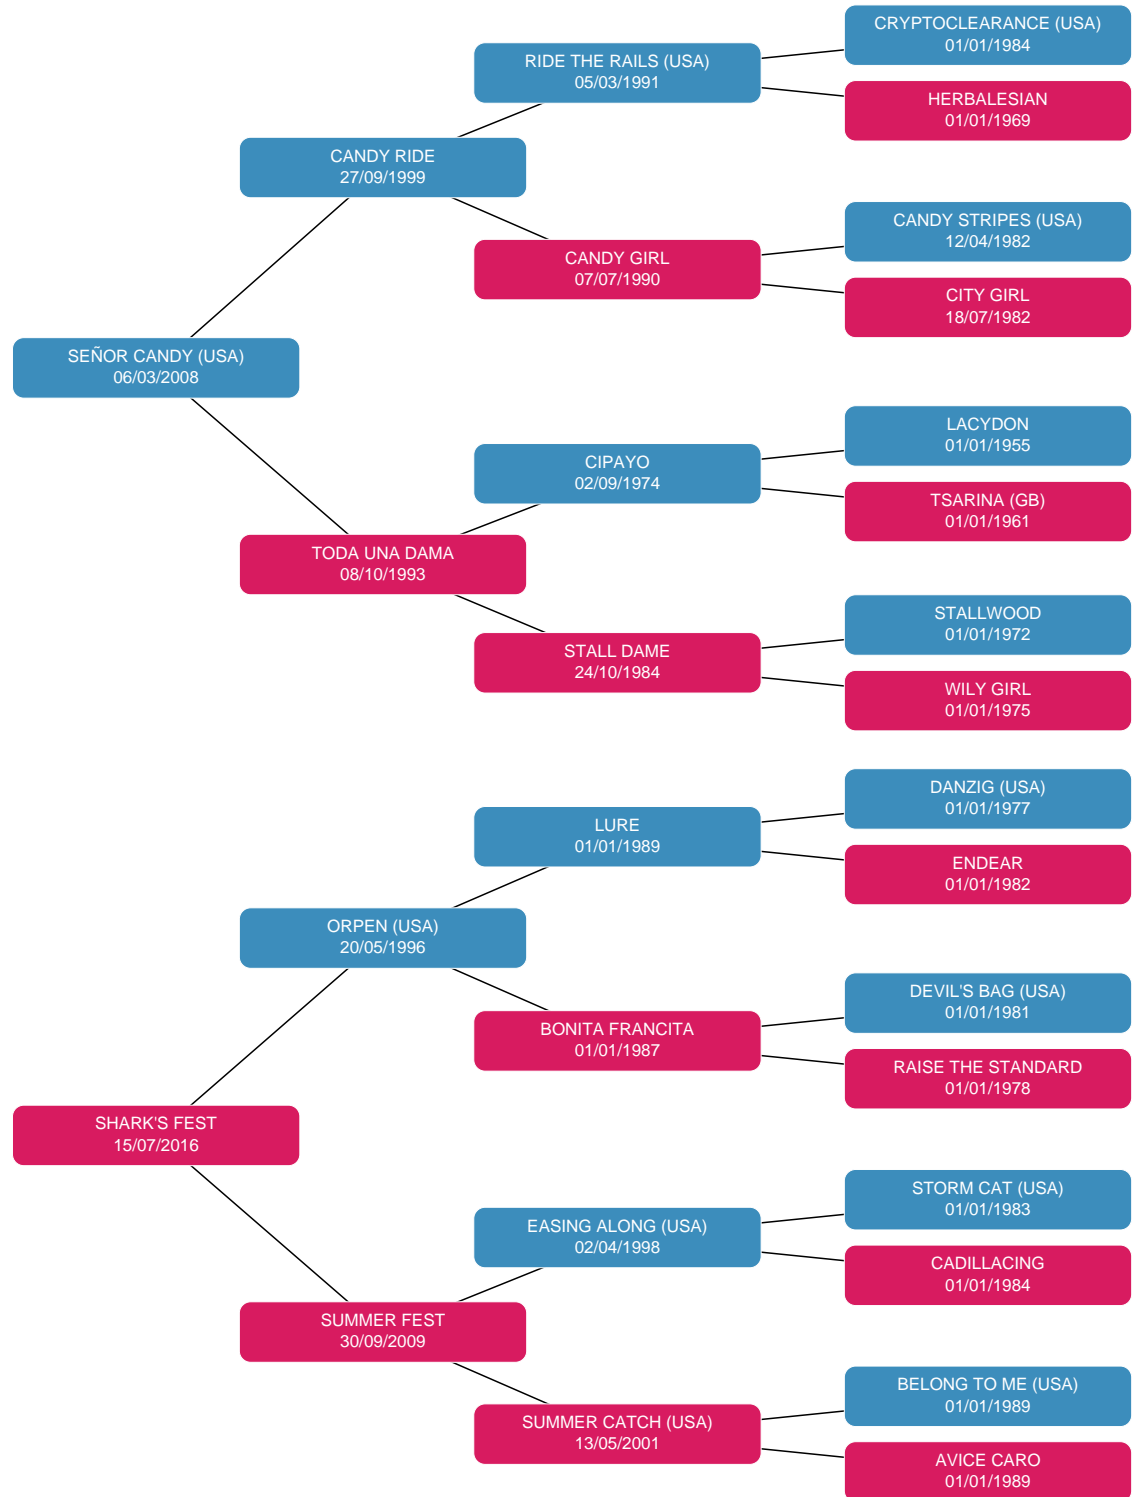 CRYPTOCLEARANCE (USA)
01/01/1984
RIDE THE RAILS (USA)
05/03/1991
HERBALESIAN
01/01/1969
CANDY RIDE
27/09/1999
CANDY STRIPES (USA)
12/04/1982
CANDY GIRL
07/07/1990
CITY GIRL
18/07/1982
SEÑOR CANDY (USA)
06/03/2008
LACYDON
01/01/1955
CIPAYO
02/09/1974
TSARINA (GB)
01/01/1961
TODA UNA DAMA
08/10/1993
STALLWOOD
01/01/1972
STALL DAME
24/10/1984
WILY GIRL
01/01/1975
DANZIG (USA)
01/01/1977
LURE
01/01/1989
ENDEAR
01/01/1982
ORPEN (USA)
20/05/1996
DEVIL'S BAG (USA)
01/01/1981
BONITA FRANCITA
01/01/1987
RAISE THE STANDARD
01/01/1978
SHARK'S FEST
15/07/2016
STORM CAT (USA)
01/01/1983
EASING ALONG (USA)
02/04/1998
CADILLACING
01/01/1984
SUMMER FEST
30/09/2009
BELONG TO ME (USA)
01/01/1989
SUMMER CATCH (USA)
13/05/2001
AVICE CARO
01/01/1989